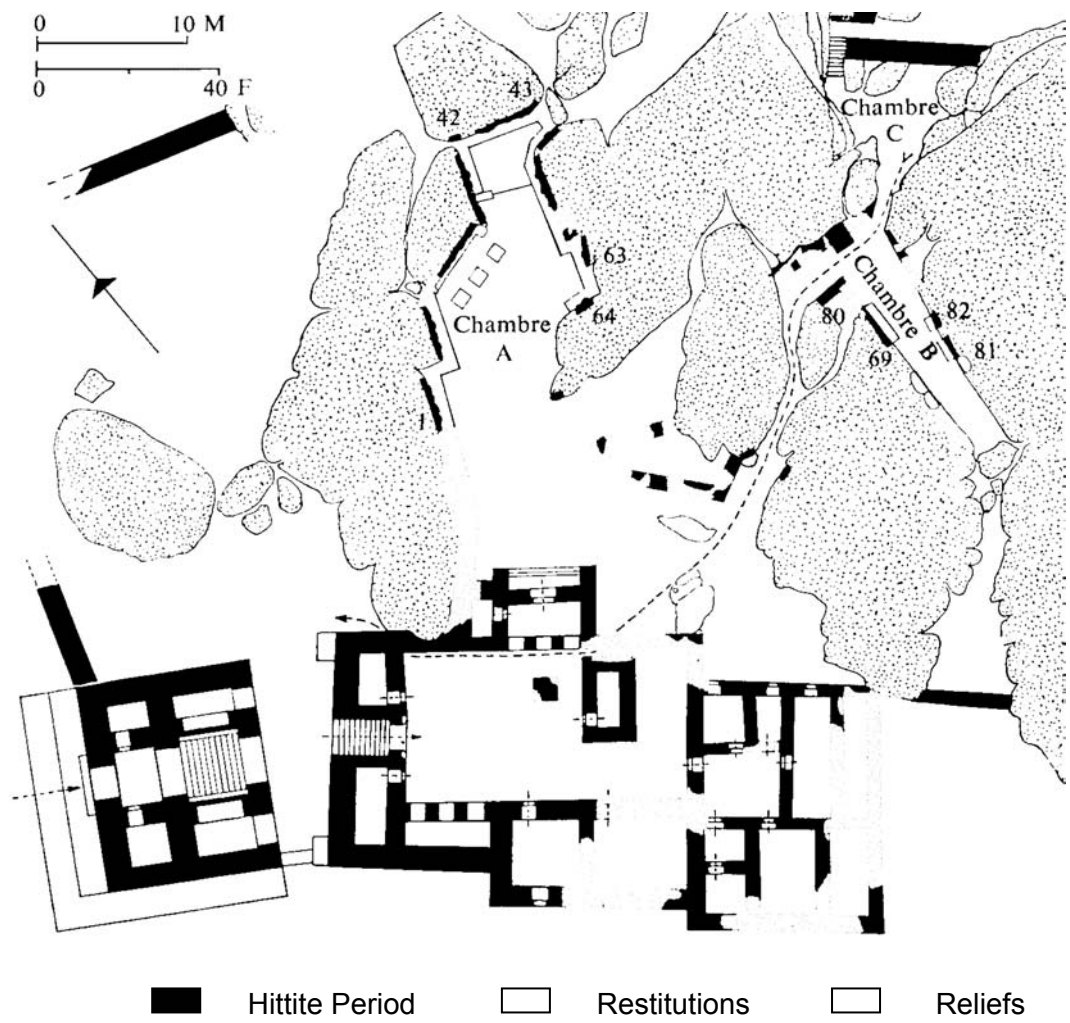 0 10 M
0 40 F
42
43
Chambre
C
63
64
Chambre
A
1
80
Chambre B
69
82
81
Hittite Period Restitutions Reliefs